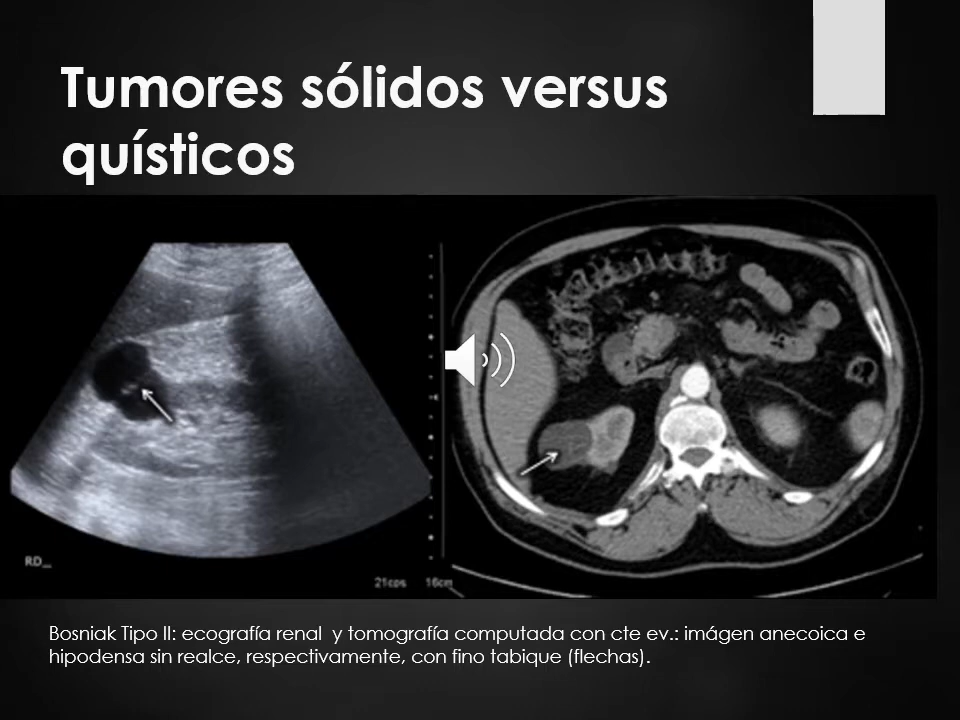 Tumores sólidos versus
quísticos
RD_
21cps 16cm
Bosniak Tipo II: ecografía renal y tomografía computada con cte ev.: imágen anecoica e
hipodensa sin realce, respectivamente, con fino tabique (flechas).